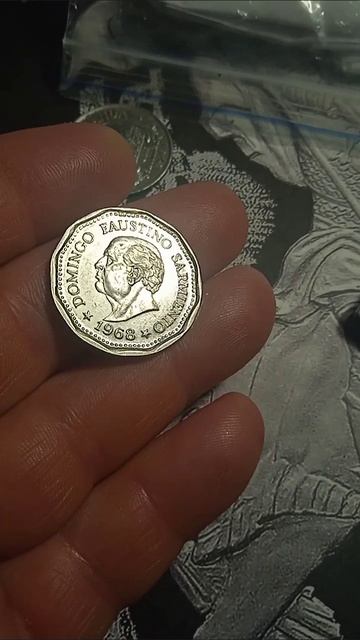 DOMINGO FAUSTINO SARMIENTO
★ 1968 ★